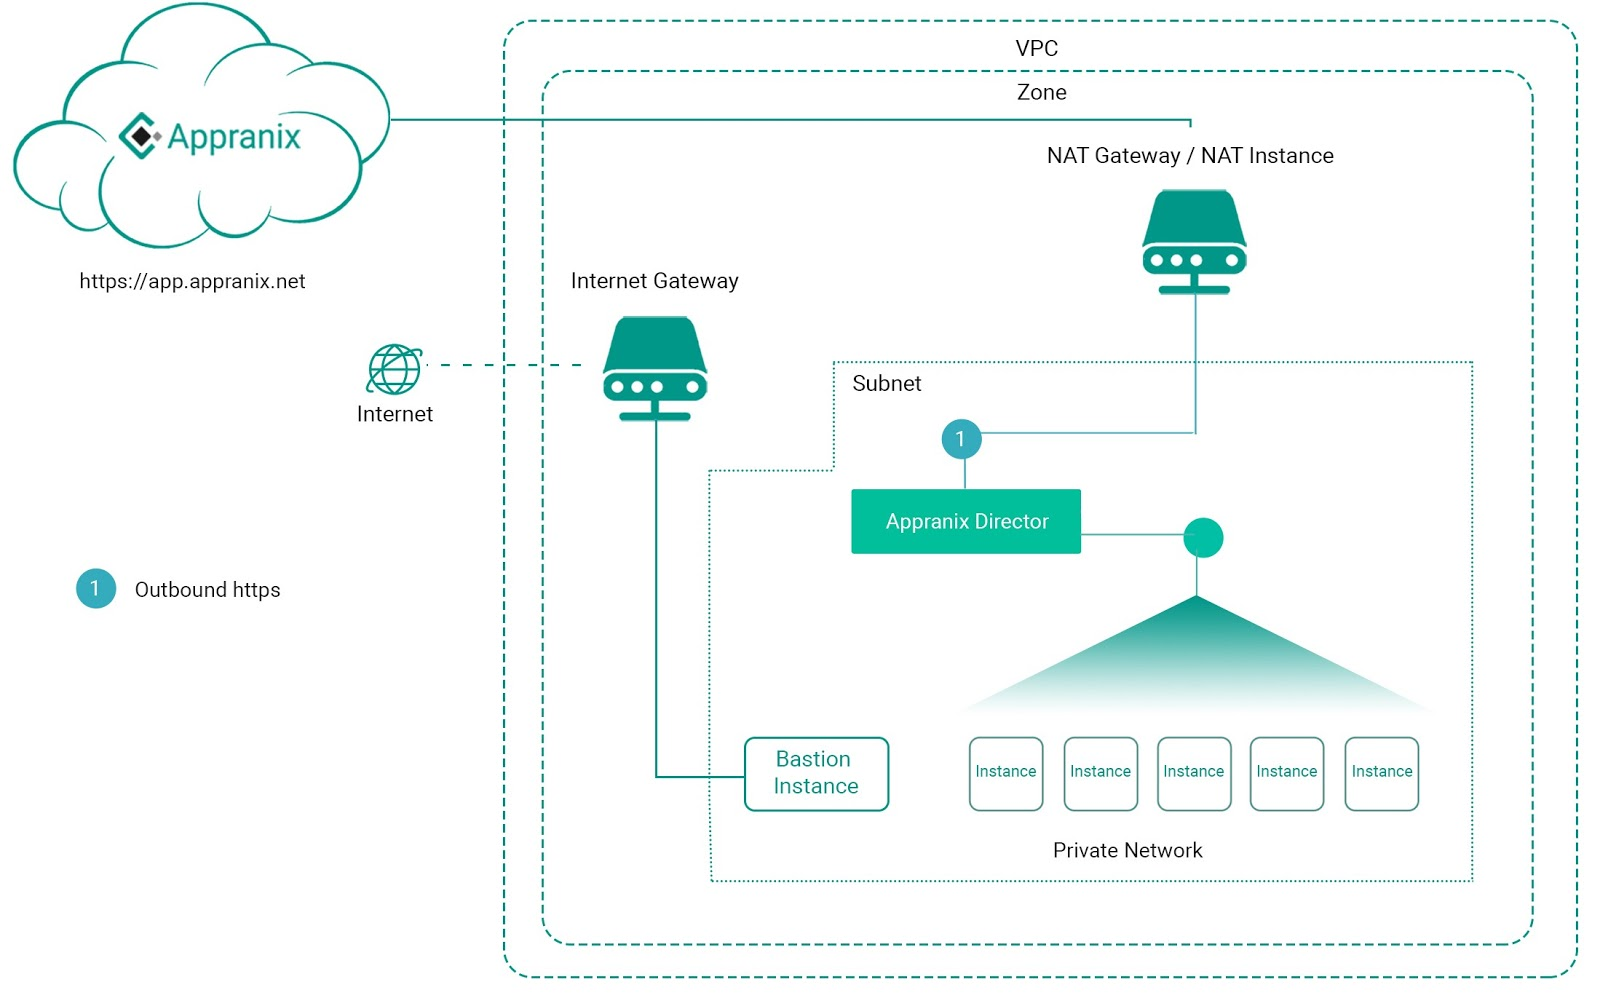 VPC
Zone
Appranix
NAT Gateway / NAT Instance
https://app.appranix.net
Internet Gateway
Internet
Subnet
1
Appranix Director
1 Outbound https
Bastion
Instance
Instance
Instance
Instance
Instance
Instance
Private Network